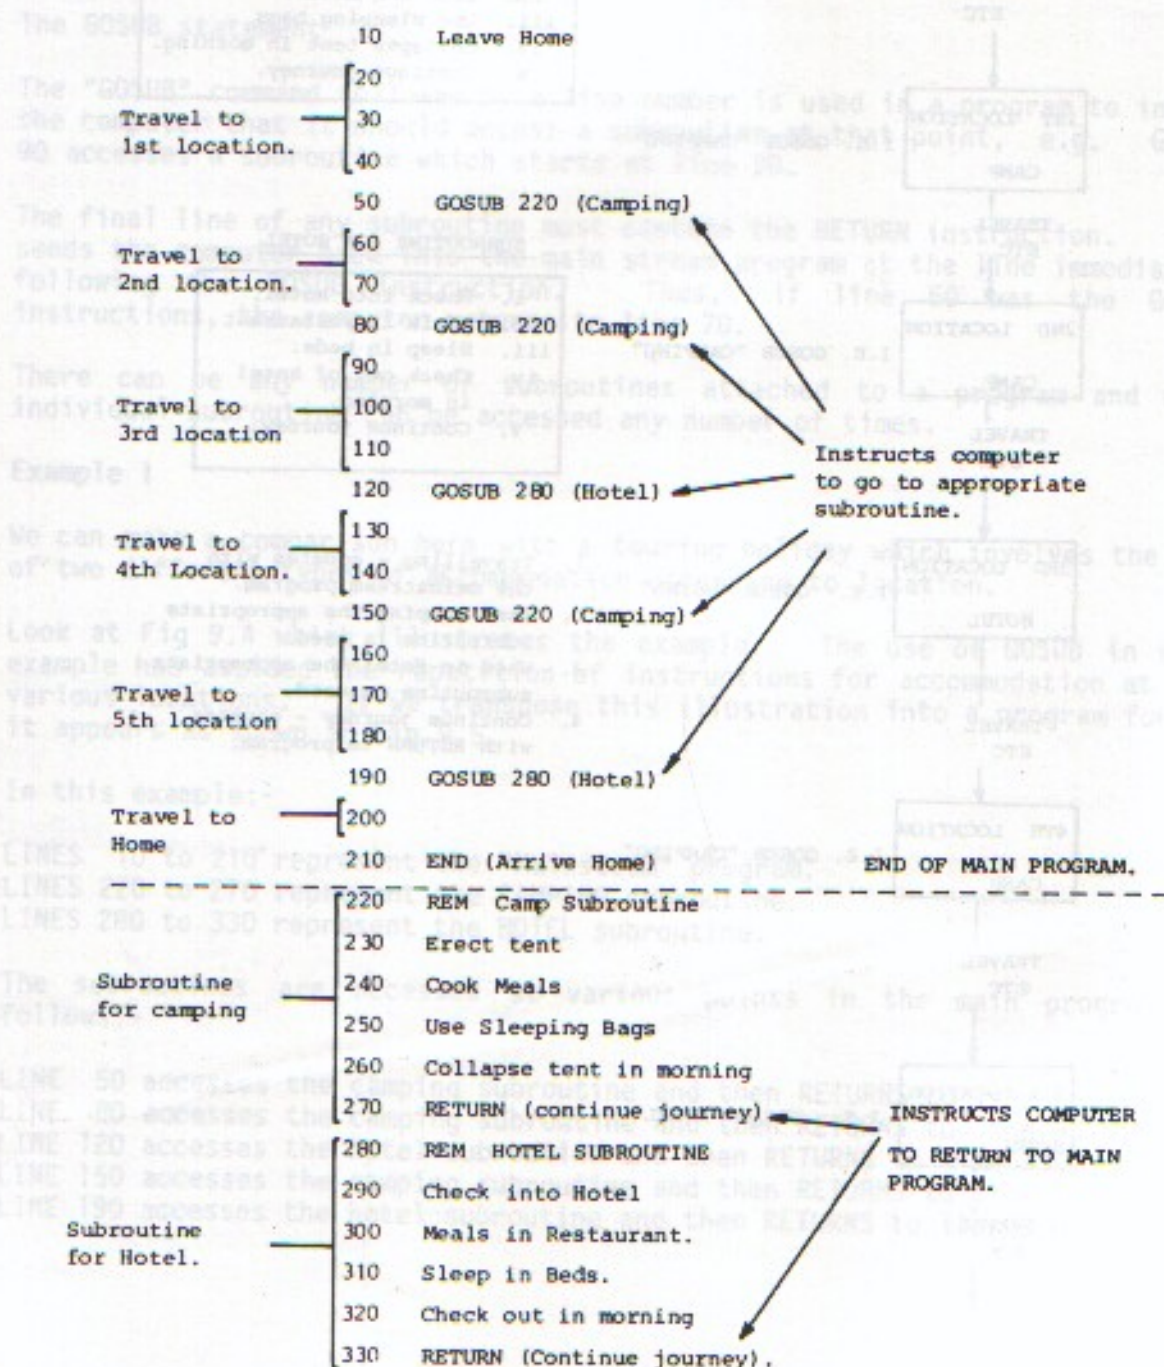 10 Leave Home
20
Travel to
1st location.
30
40
50 GOSUB 220 (Camping)
60
Travel to
2nd location.
70
80 GOSUB 220 (Camping)
90
Travel to
3rd location
100
110
Instructs computer
to go to appropriate
subroutine.
120 GOSUB 280 (Hotel)
130
Travel to
4th Location.
140
150 GOSUB 220 (Camping)
160
Travel to
5th location
170
180
190 GOSUB 280 (Hotel)
Travel to
Home
200
210 END (Arrive Home)
END OF MAIN PROGRAM.
220 REM Camp Subroutine
230 Erect tent
Subroutine
for camping
240 Cook Meals
250 Use Sleeping Bags
260 Collapse tent in morning
270 RETURN (continue journey)
INSTRUCTS COMPUTER
TO RETURN TO MAIN
PROGRAM.
280 REM HOTEL SUBROUTINE
290 Check into Hotel
Subroutine
for Hotel.
300 Meals in Restaurant.
310 Sleep in Beds.
320 Check out in morning
330 RETURN (Continue journey).